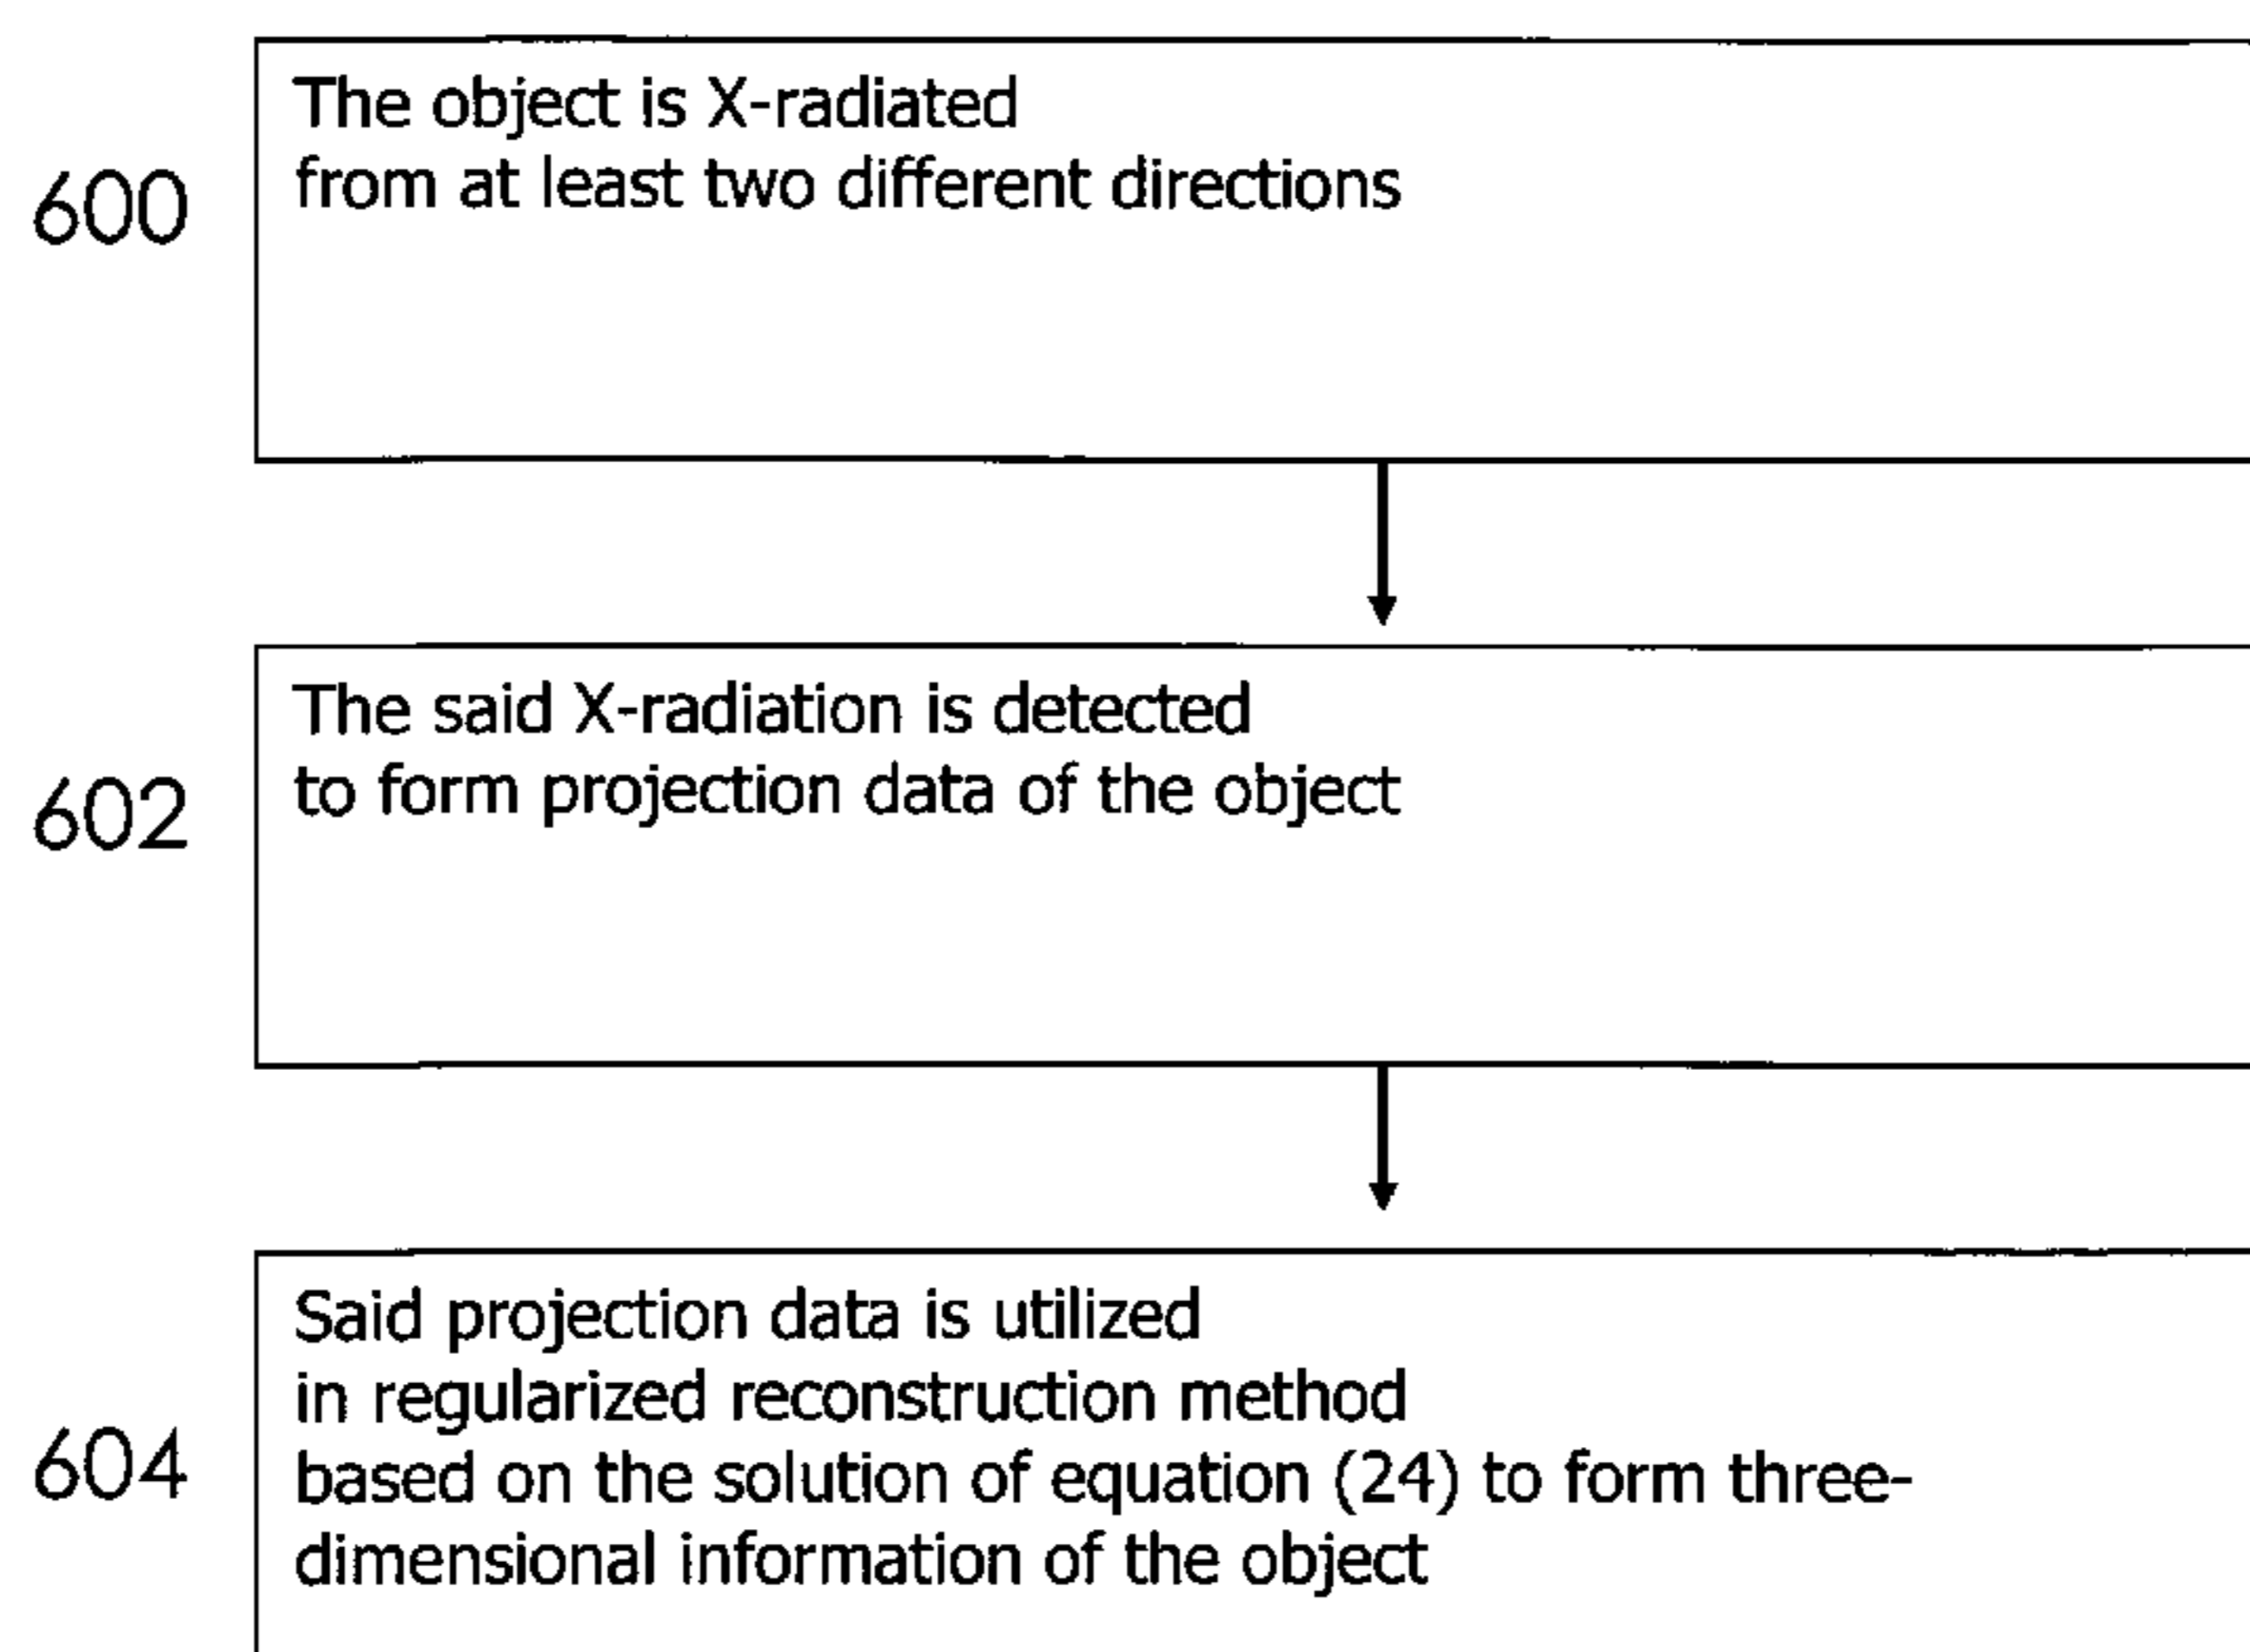 600
The object is X-radiated
from at least two different directions
602
The said X-radiation is detected
to form projection data of the object
604
Said projection data is utilized
in regularized reconstruction method
based on the solution of equation (24) to form three-
dimensional information of the object